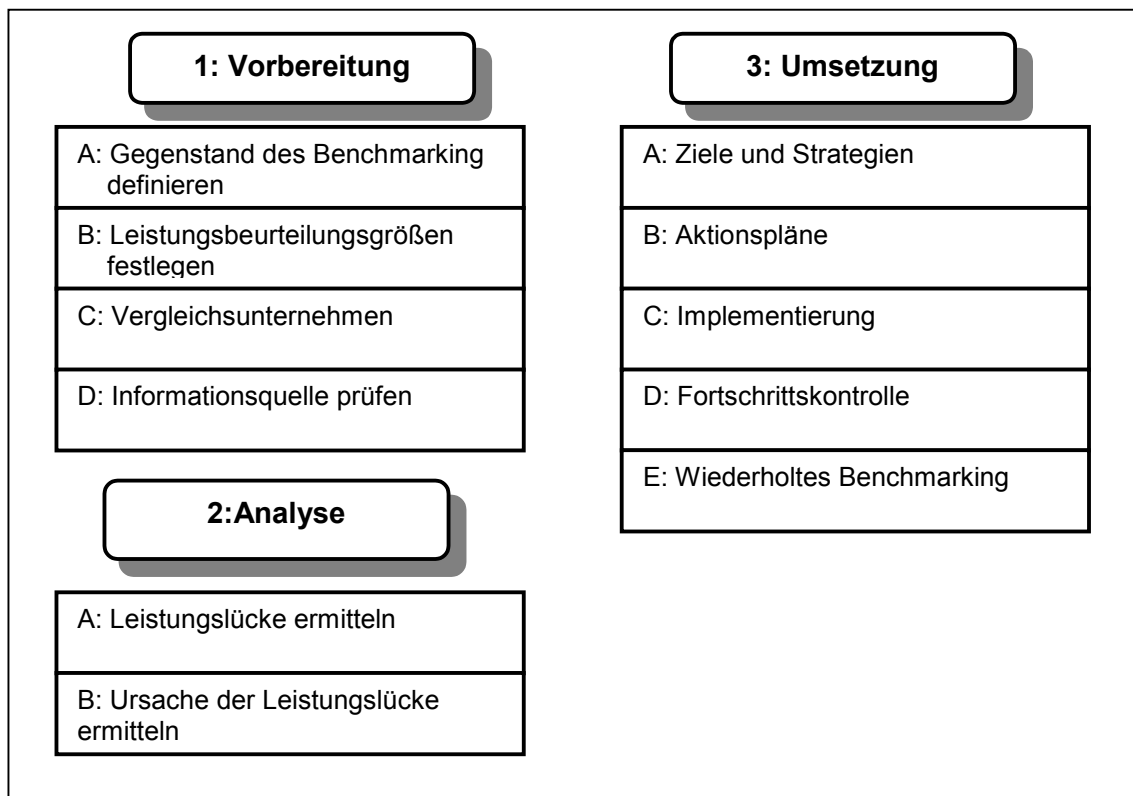 1: Vorbereitung
A: Gegenstand des Benchmarking
definieren
B: Leistungsbeurteilungsgrößen
festlegen
C: Vergleichsunternehmen
D: Informationsquelle prüfen
2:Analyse
A: Leistungslücke ermitteln
B: Ursache der Leistungslücke
ermitteln
3: Umsetzung
A: Ziele und Strategien
B: Aktionspläne
C: Implementierung
D: Fortschrittskontrolle
E: Wiederholtes Benchmarking